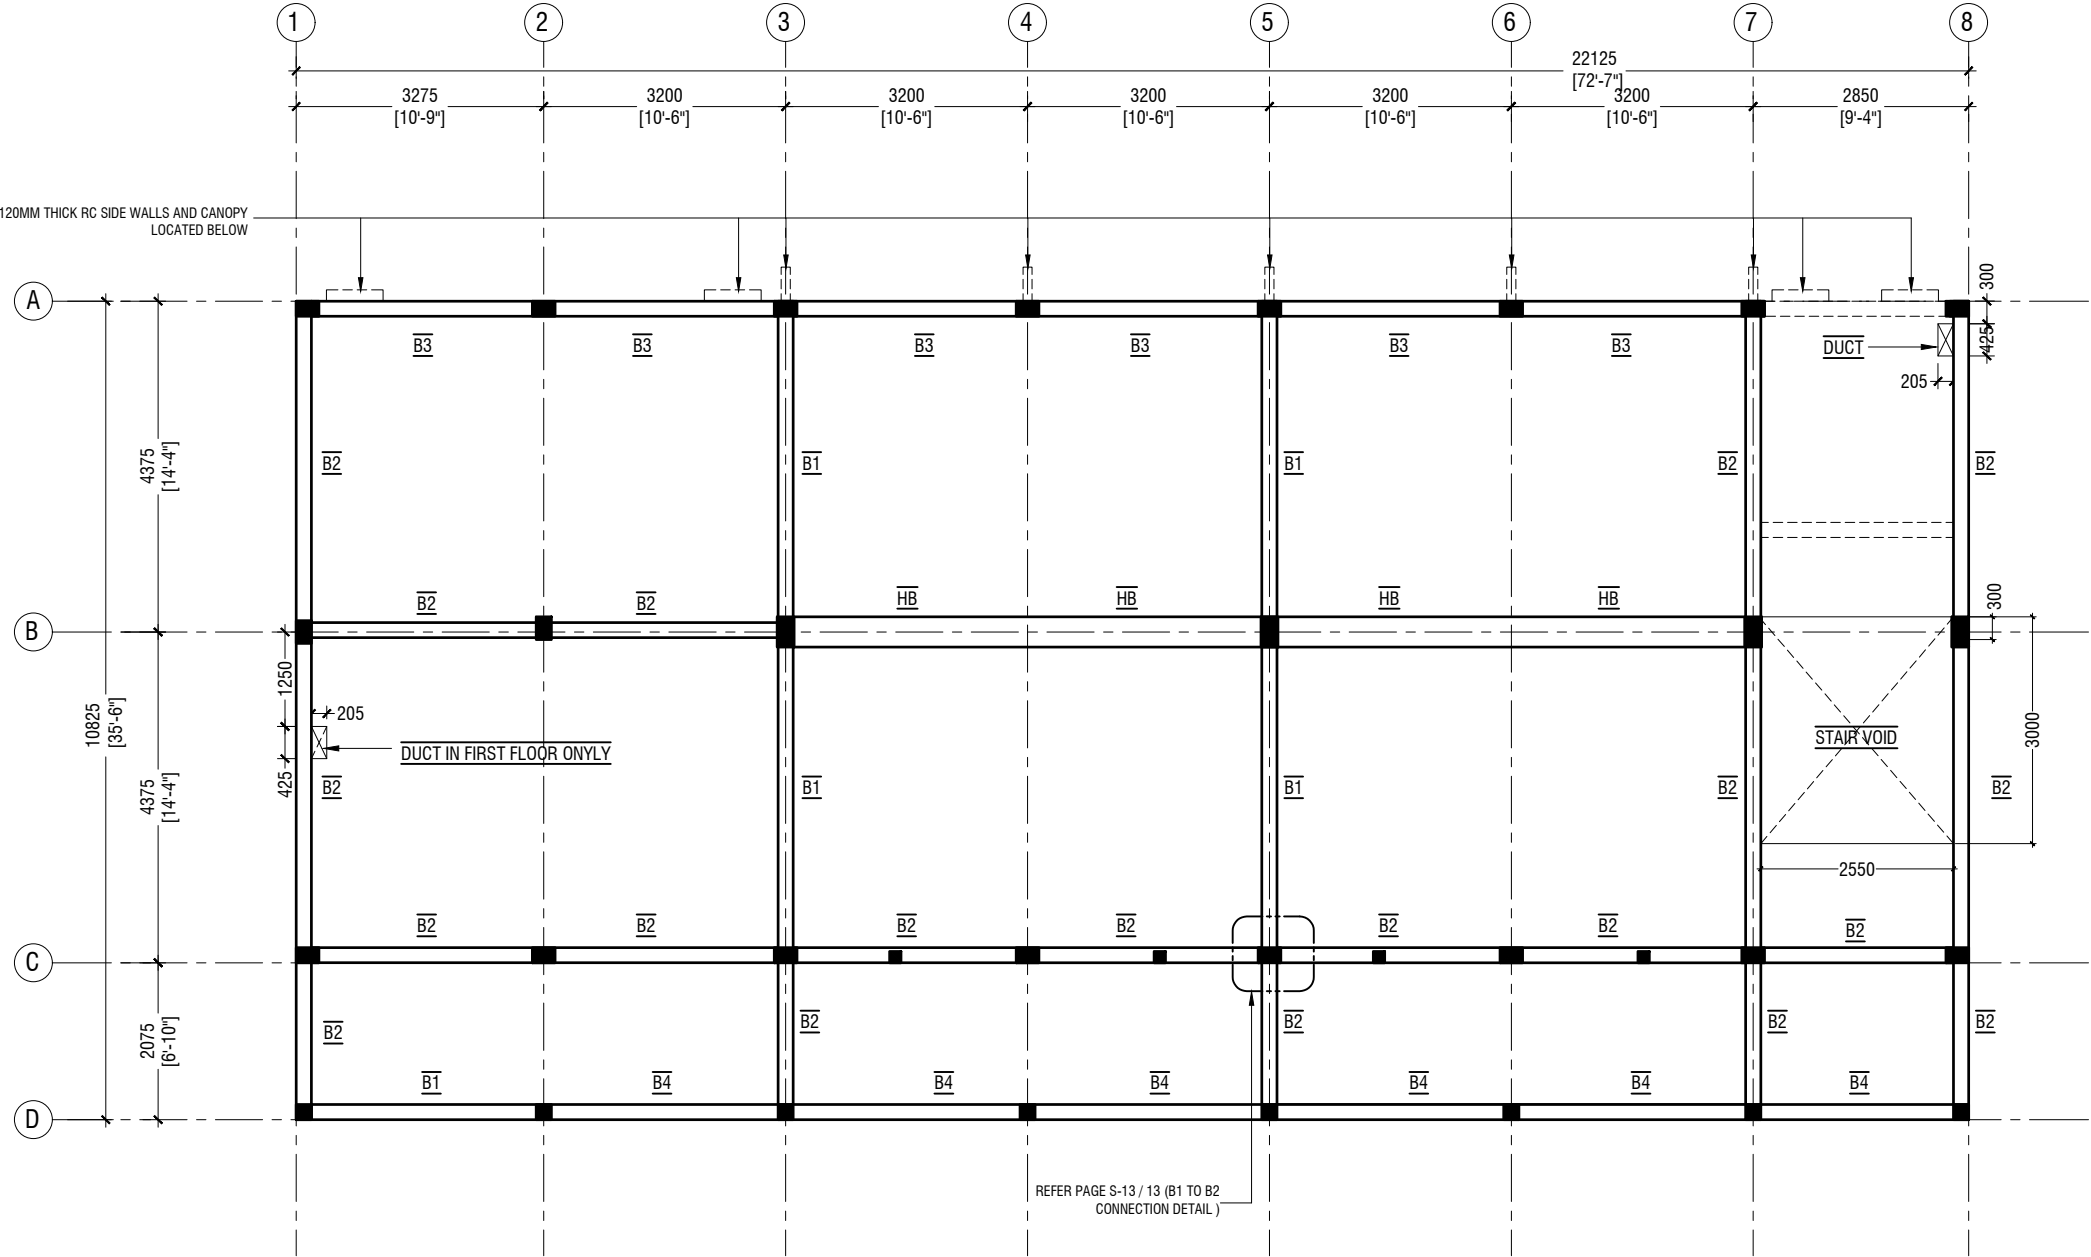 1 2 3 4 5 6 7 8
22125
[72'-7"]
3275 3200 3200 3200 3200 3200 2850
[10'-9"] [10'-6"] [10'-6"] [10'-6"] [10'-6"] [10'-6"] [9'-4"]
120MM THICK RC SIDE WALLS AND CANOPY
LOCATED BELOW
A
300
B3 B3 B3 B3 B3 B3
DUCT
425
205
4375
[14'-4"]
B2 B1 B1 B2 B2
B2 B2 HB HB HB HB
300
B
1250
205
10825
[35'-6"]
DUCT IN FIRST FLOOR ONYLY
STAIR VOID
3000
425
4375
[14'-4"]
B2 B1 B1 B2 B2
2550
B2 B2 B2 B2 B2 B2 B2
C
2075
[6'-10"]
B2 B2 B2 B2 B2
B1 B4 B4 B4 B4 B4 B4
D
REFER PAGE S-13 / 13 (B1 TO B2
CONNECTION DETAIL )